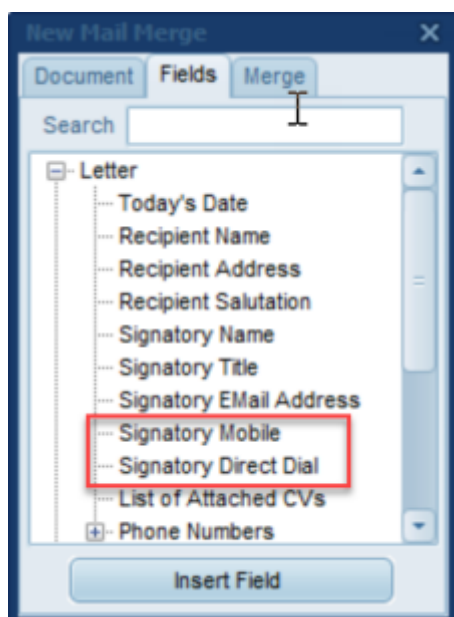 New Mail Merge
Document Fields Merge
Search
Letter
Today's Date
Recipient Name
Recipient Address
Recipient Salutation
Signatory Name
Signatory Title
Signatory EMail Address
Signatory Mobile
Signatory Direct Dial
List of Attached CVs
Phone Numbers
Insert Field